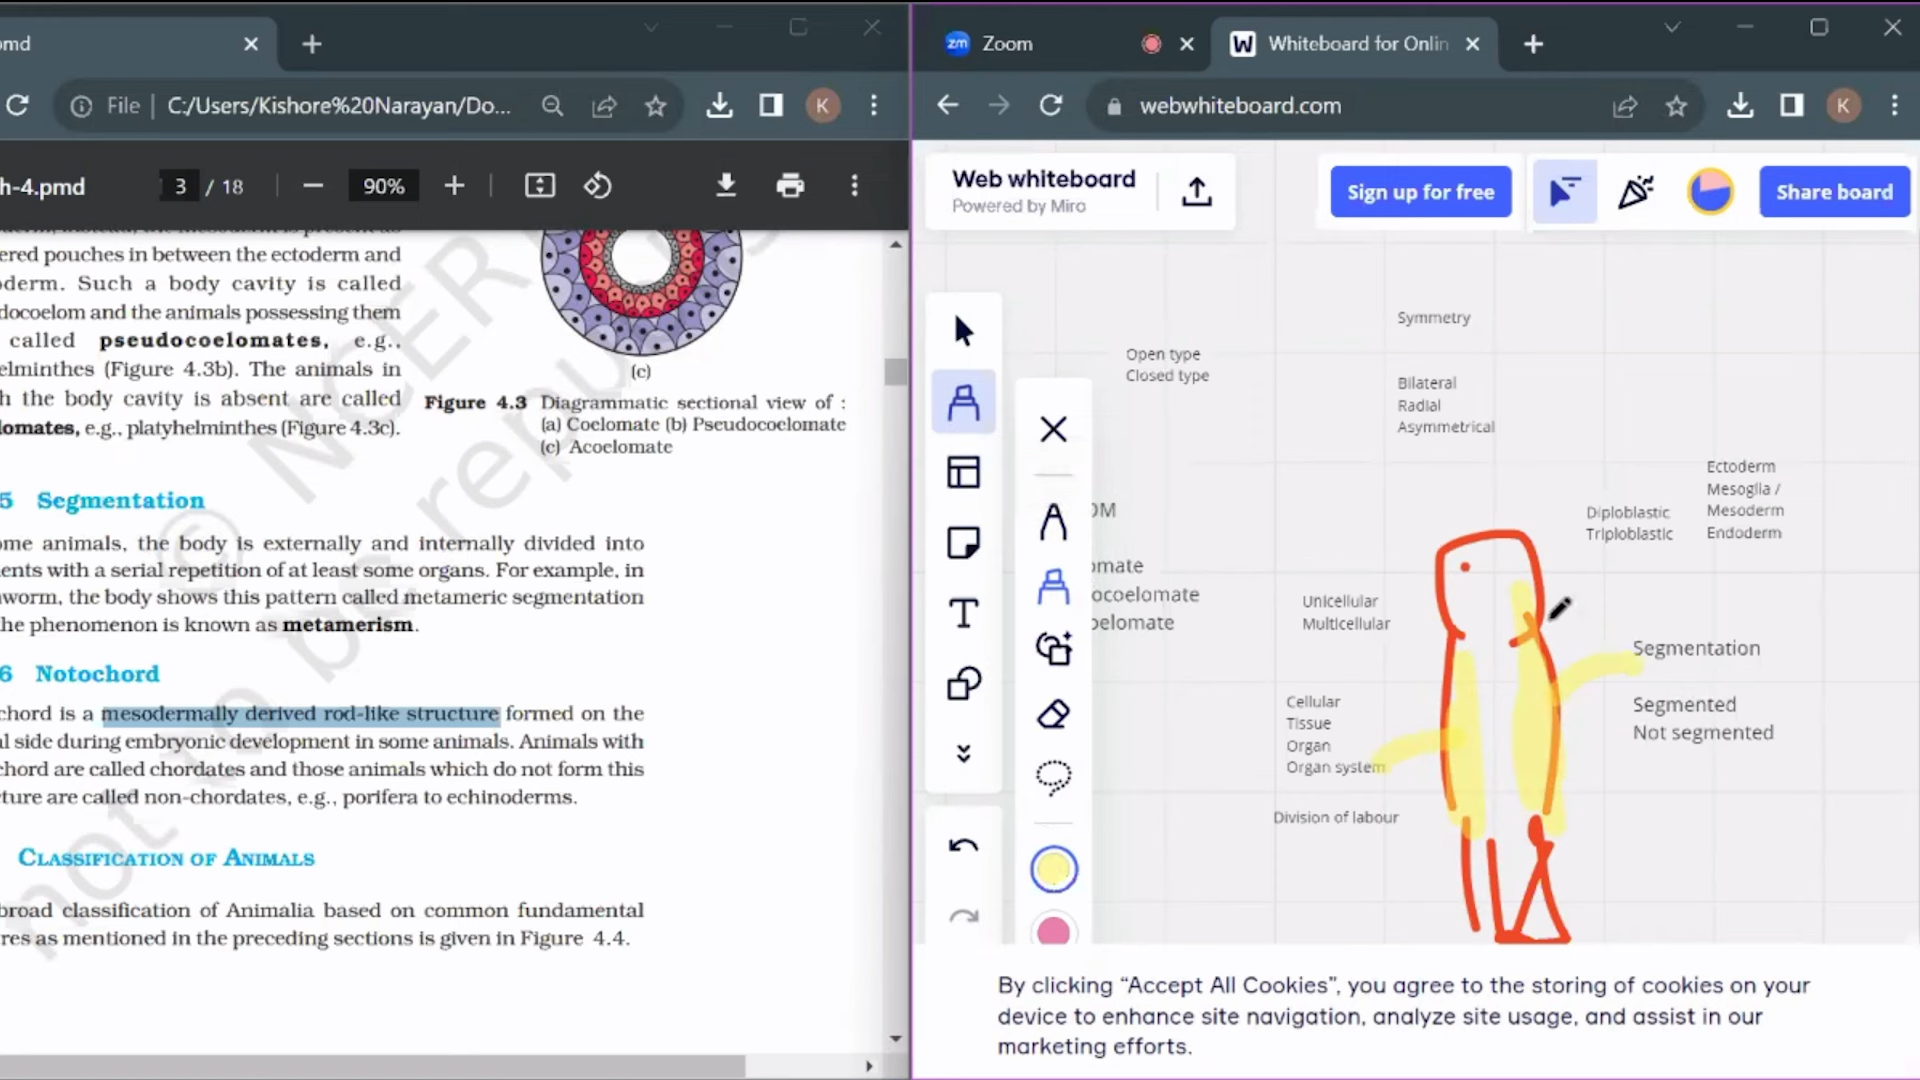 Zoom
Whiteboard for Onlin
File
C:/Users/Kishore%20Narayan/Do...
K
webwhiteboard.com
K
h-4.pmd
3 / 18
90%
Web whiteboard
Powered by Miro
Sign up for free
Share board
ered pouches in between the ectoderm and
derm. Such a body cavity is called
docoelom and the animals possessing them
called pseudocoelomates, e.g.,
elminthes (Figure 4.3b). The animals in
h the body cavity is absent are called
lomates, e.g., platyhelminthes (Figure 4.3c).
(c)
Figure 4.3 Diagrammatic sectional view of :
(a) Coelomate (b) Pseudocoelomate
(c) Acoelomate
5 Segmentation
ome animals, the body is externally and internally divided into
ents with a serial repetition of at least some organs. For example, in
worm, the body shows this pattern called metameric segmentation
he phenomenon is known as metamerism.
6 Notochord
chord is a mesodermally derived rod-like structure formed on the
l side during embryonic development in some animals. Animals with
chord are called chordates and those animals which do not form this
ture are called non-chordates, e.g., porifera to echinoderms.
CLASSIFICATION OF ANIMALS
broad classification of Animalia based on common fundamental
res as mentioned in the preceding sections is given in Figure 4.4.
© NCER
not to be repu
Symmetry
Open type
Closed type
Bilateral
Radial
Asymmetrical
Ectoderm
Mesoglia /
Mesoderm
Endoderm
Diploblastic
Triploblastic
OM
omate
ocoelomate
oelomate
Unicellular
Multicellular
Segmentation
Segmented
Not segmented
Cellular
Tissue
Organ
Organ system
Division of labour
By clicking “Accept All Cookies”, you agree to the storing of cookies on your
device to enhance site navigation, analyze site usage, and assist in our
marketing efforts.